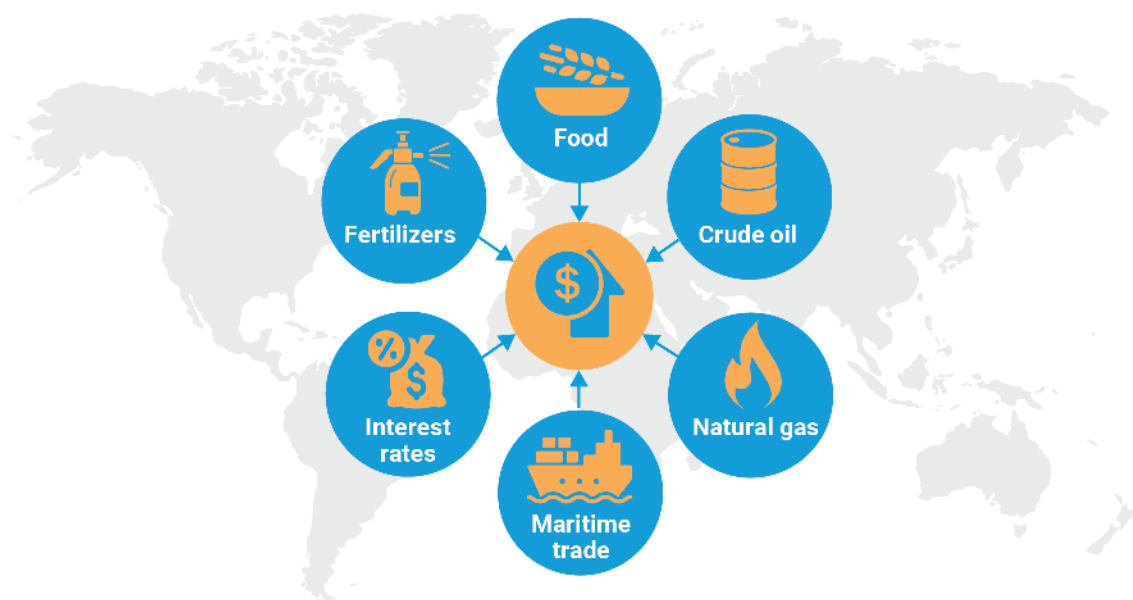 Food
Crude oil
Natural gas
Maritime
trade
Interest
rates
Fertilizers
$
%
$